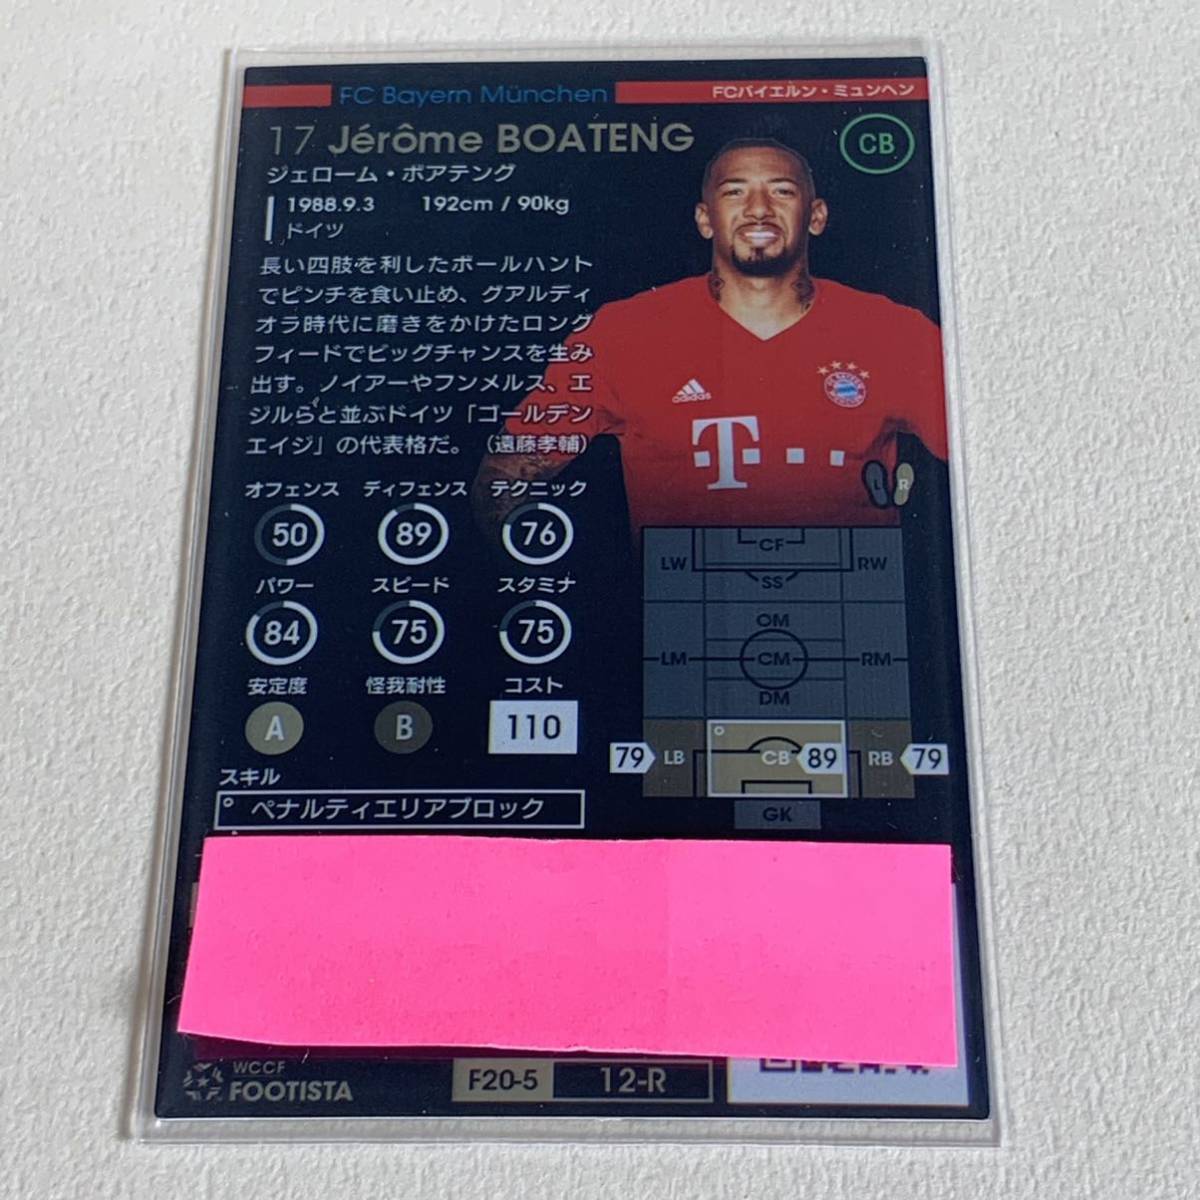 FC Bayern München
FCバイエルン・ミュンヘン
17 Jérôme BOATENG
CB
ジェローム・ボアテング
1988.9.3 192cm / 90kg
ドイツ
長い四肢を利したボールハント
でピンチを食い止め、グアルディ
オラ時代に磨きをかけたロング
フィードでビッグチャンスを生み
出す。ノイアーやフンメルス、エ
ジルらと並ぶドイツ「ゴールデン
エイジ」の代表格だ。（遠藤孝輔）
adidas
T
L R
オフェンス ディフェンス テクニック
50 89 76
パワー スピード スタミナ
84 75 75
安定度 怪我耐性 コスト
A B 110
スキル
ペナルティエリアブロック
CF
LW RW
SS
OM
LM CM RM
DM
79 LB CB 89 RB 79
GK
WCCF
FOOTISTA
F20-5 12-R